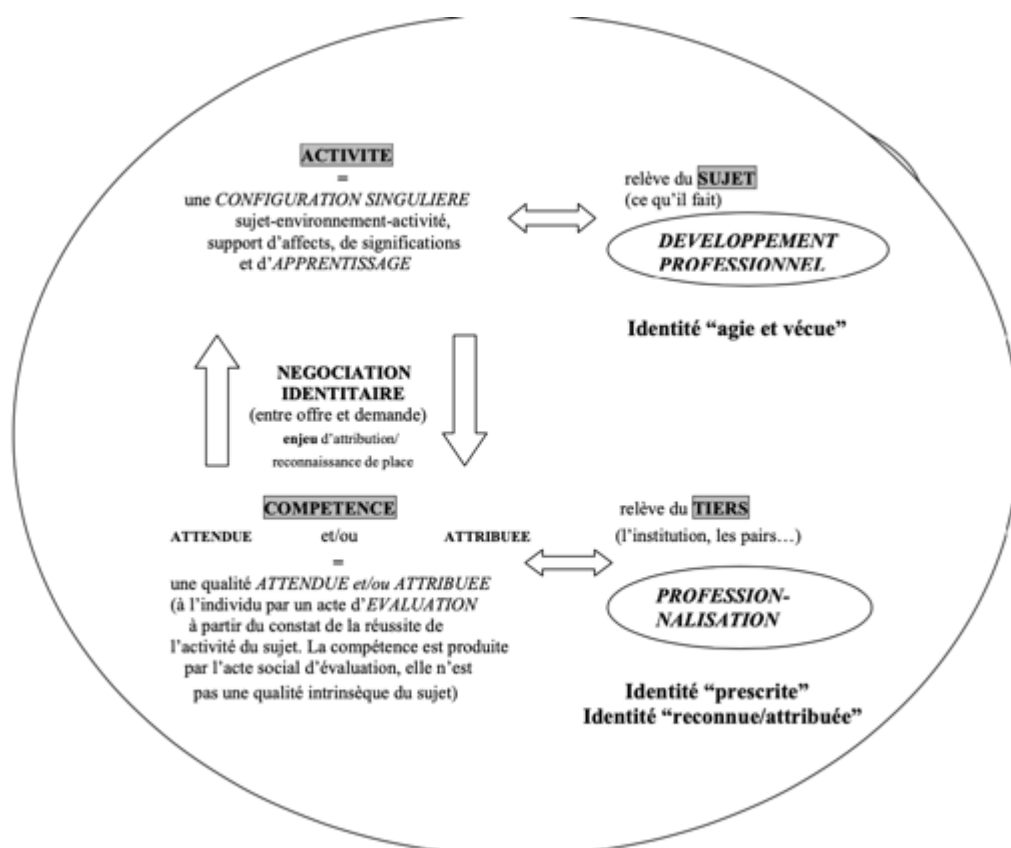 ACTIVITE
=
une CONFIGURATION SINGULIERE
sujet-environnement-activité,
support d'affects, de significations
et d'APPRENTISSAGE
relève du SUJET
(ce qu'il fait)
DEVELOPPEMENT
PROFESSIONNEL
Identité “agie et vécue”
NEGOCIATION
IDENTITAIRE
(entre offre et demande)
enjeu d'attribution/
reconnaissance de place
COMPETENCE
ATTENDUE et/ou ATTRIBUEE
=
une qualité ATTENDUE et/ou ATTRIBUEE
(à l'individu par un acte d'EVALUATION
à partir du constat de la réussite de
l'activité du sujet. La compétence est produite
par l'acte social d'évaluation, elle n'est
pas une qualité intrinsèque du sujet)
relève du TIERS
(l'institution, les pairs…)
PROFESSION-
NALISATION
Identité “prescrite”
Identité “reconnue/attribuée”